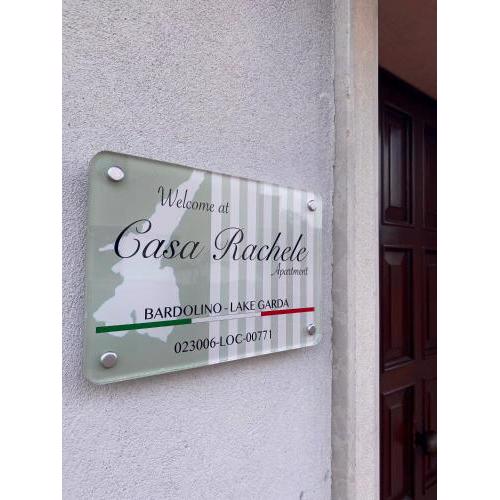 Welcome at
Casa Rachele
Apartment
BARDOLINO - LAKE GARDA
023006-LOC-00771